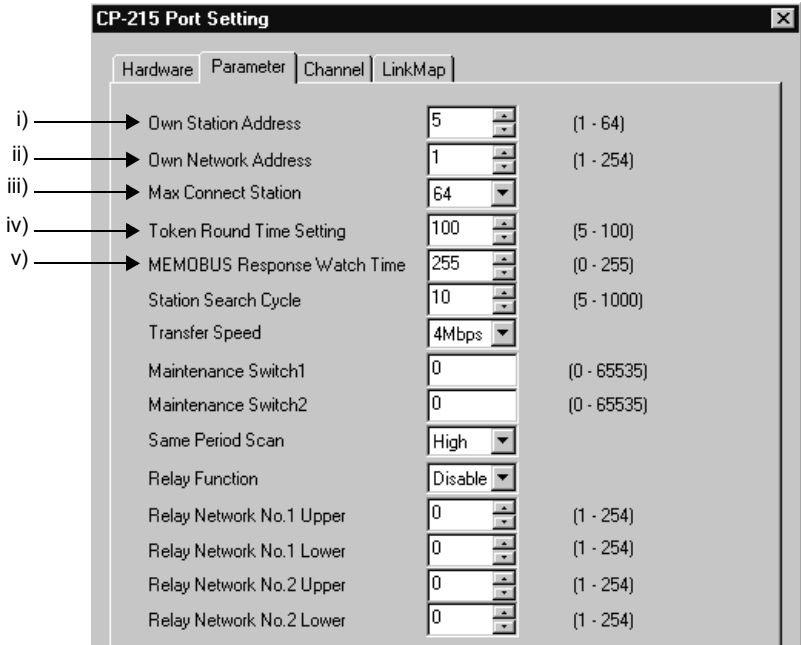 CP-215 Port Setting
Hardware Parameter Channel LinkMap
i) Own Station Address 5 (1 - 64)
ii) Own Network Address 1 (1 - 254)
iii) Max Connect Station 64
iv) Token Round Time Setting 100 (5 - 100)
v) MEMOBUS Response Watch Time 255 (0 - 255)
Station Search Cycle 10 (5 - 1000)
Transfer Speed 4Mbps
Maintenance Switch1 0 (0 - 65535)
Maintenance Switch2 0 (0 - 65535)
Same Period Scan High
Relay Function Disable
Relay Network No.1 Upper 0 (1 - 254)
Relay Network No.1 Lower 0 (1 - 254)
Relay Network No.2 Upper 0 (1 - 254)
Relay Network No.2 Lower 0 (1 - 254)